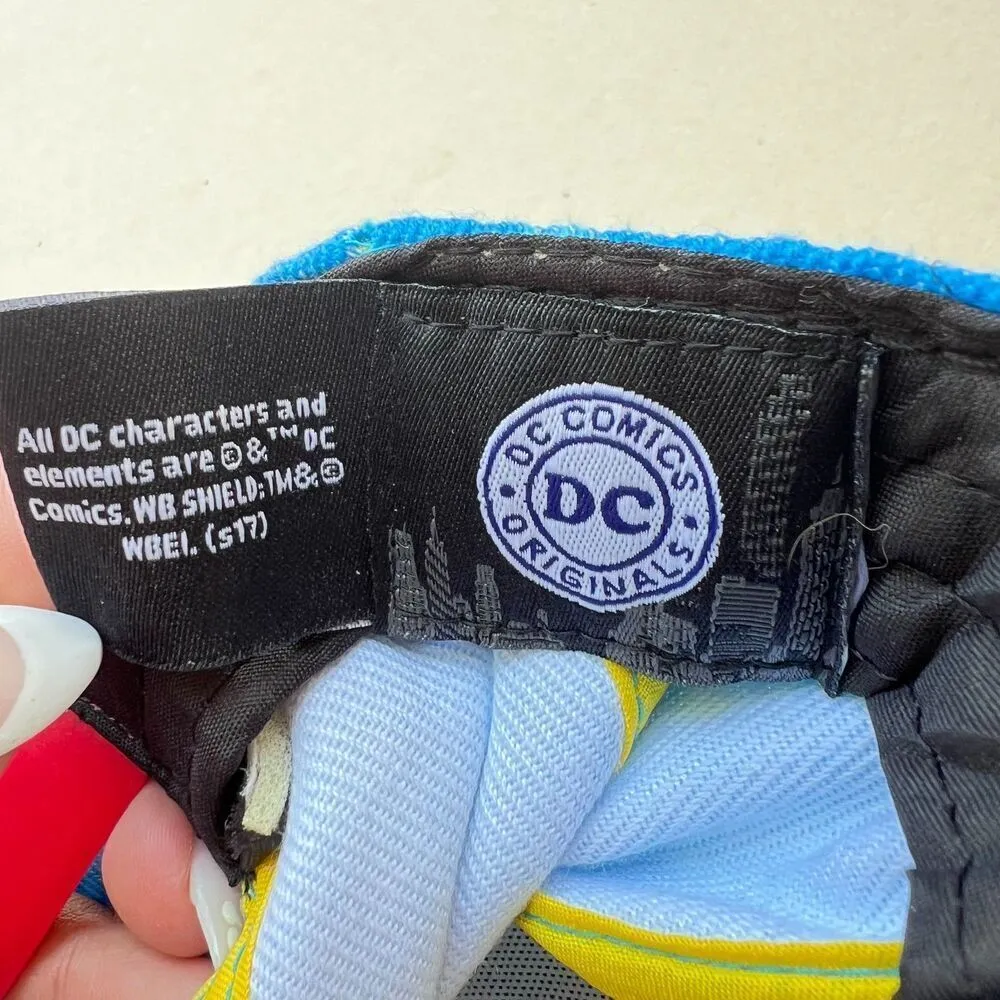 All DC characters and
elements are ©&™ DC
Comics. WB SHIELD: TM&©
WBEI. (s17)
DC COMICS
DC
ORIGINALS